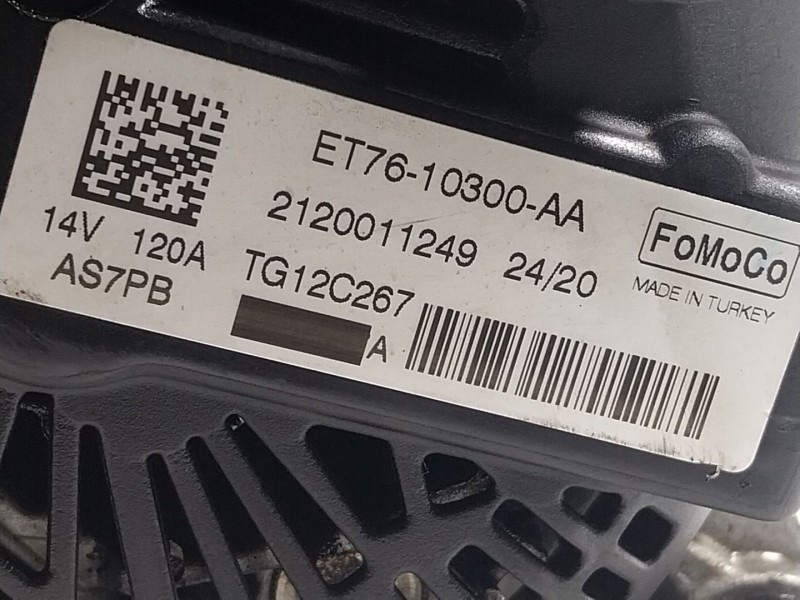 ET76-10300-AA
2120011249 24/20
14V 120A
AS7PB
TG12C267
A
FoMoCo
MADE IN TURKEY